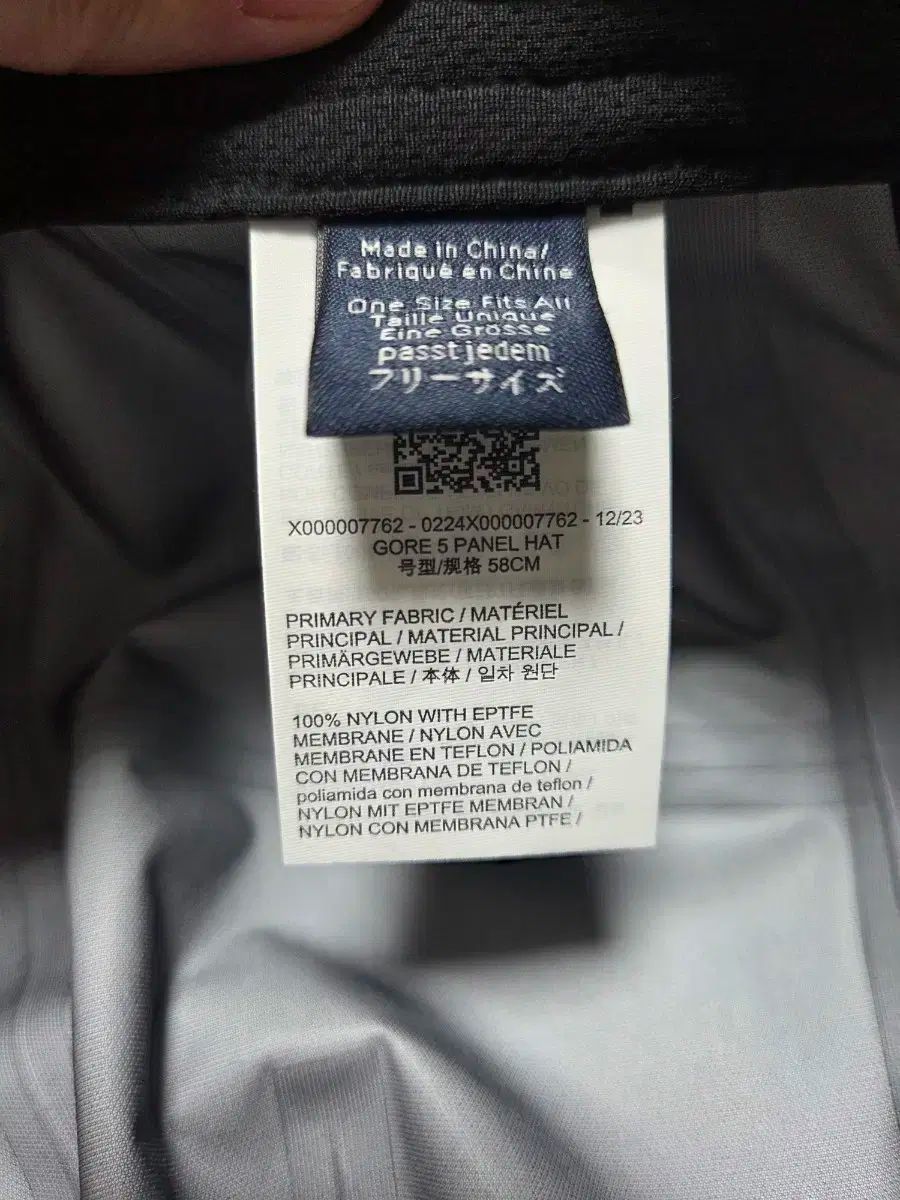 Made in China/
Fabriqué en Chine
One Size Fits All
Taille Unique
Eine Grösse
passt jedem
フリーサイズ
X000007762 - 0224X000007762 - 12/23
GORE 5 PANEL HAT
号型/规格 58CM
PRIMARY FABRIC / MATÉRIEL
PRINCIPAL / MATERIAL PRINCIPAL /
PRIMÄRGEWEBE / MATERIALE
PRINCIPALE / 本体 / 일차 원단
100% NYLON WITH EPTFE
MEMBRANE / NYLON AVEC
MEMBRANE EN TEFLON / POLIAMIDA
CON MEMBRANA DE TEFLON /
poliamida con membrana de teflon /
NYLON MIT EPTFE MEMBRAN /
NYLON CON MEMBRANA PTFE /